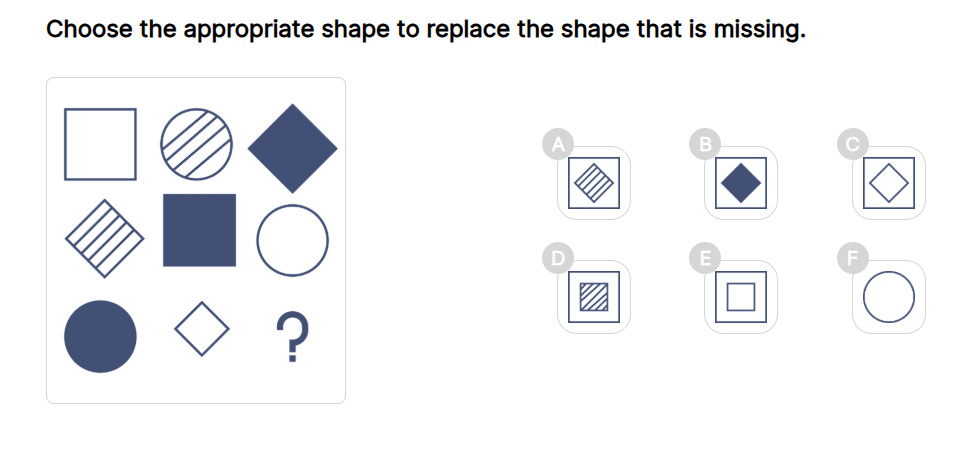 Choose the appropriate shape to replace the shape that is missing.
A
B
C
?
D
E
F